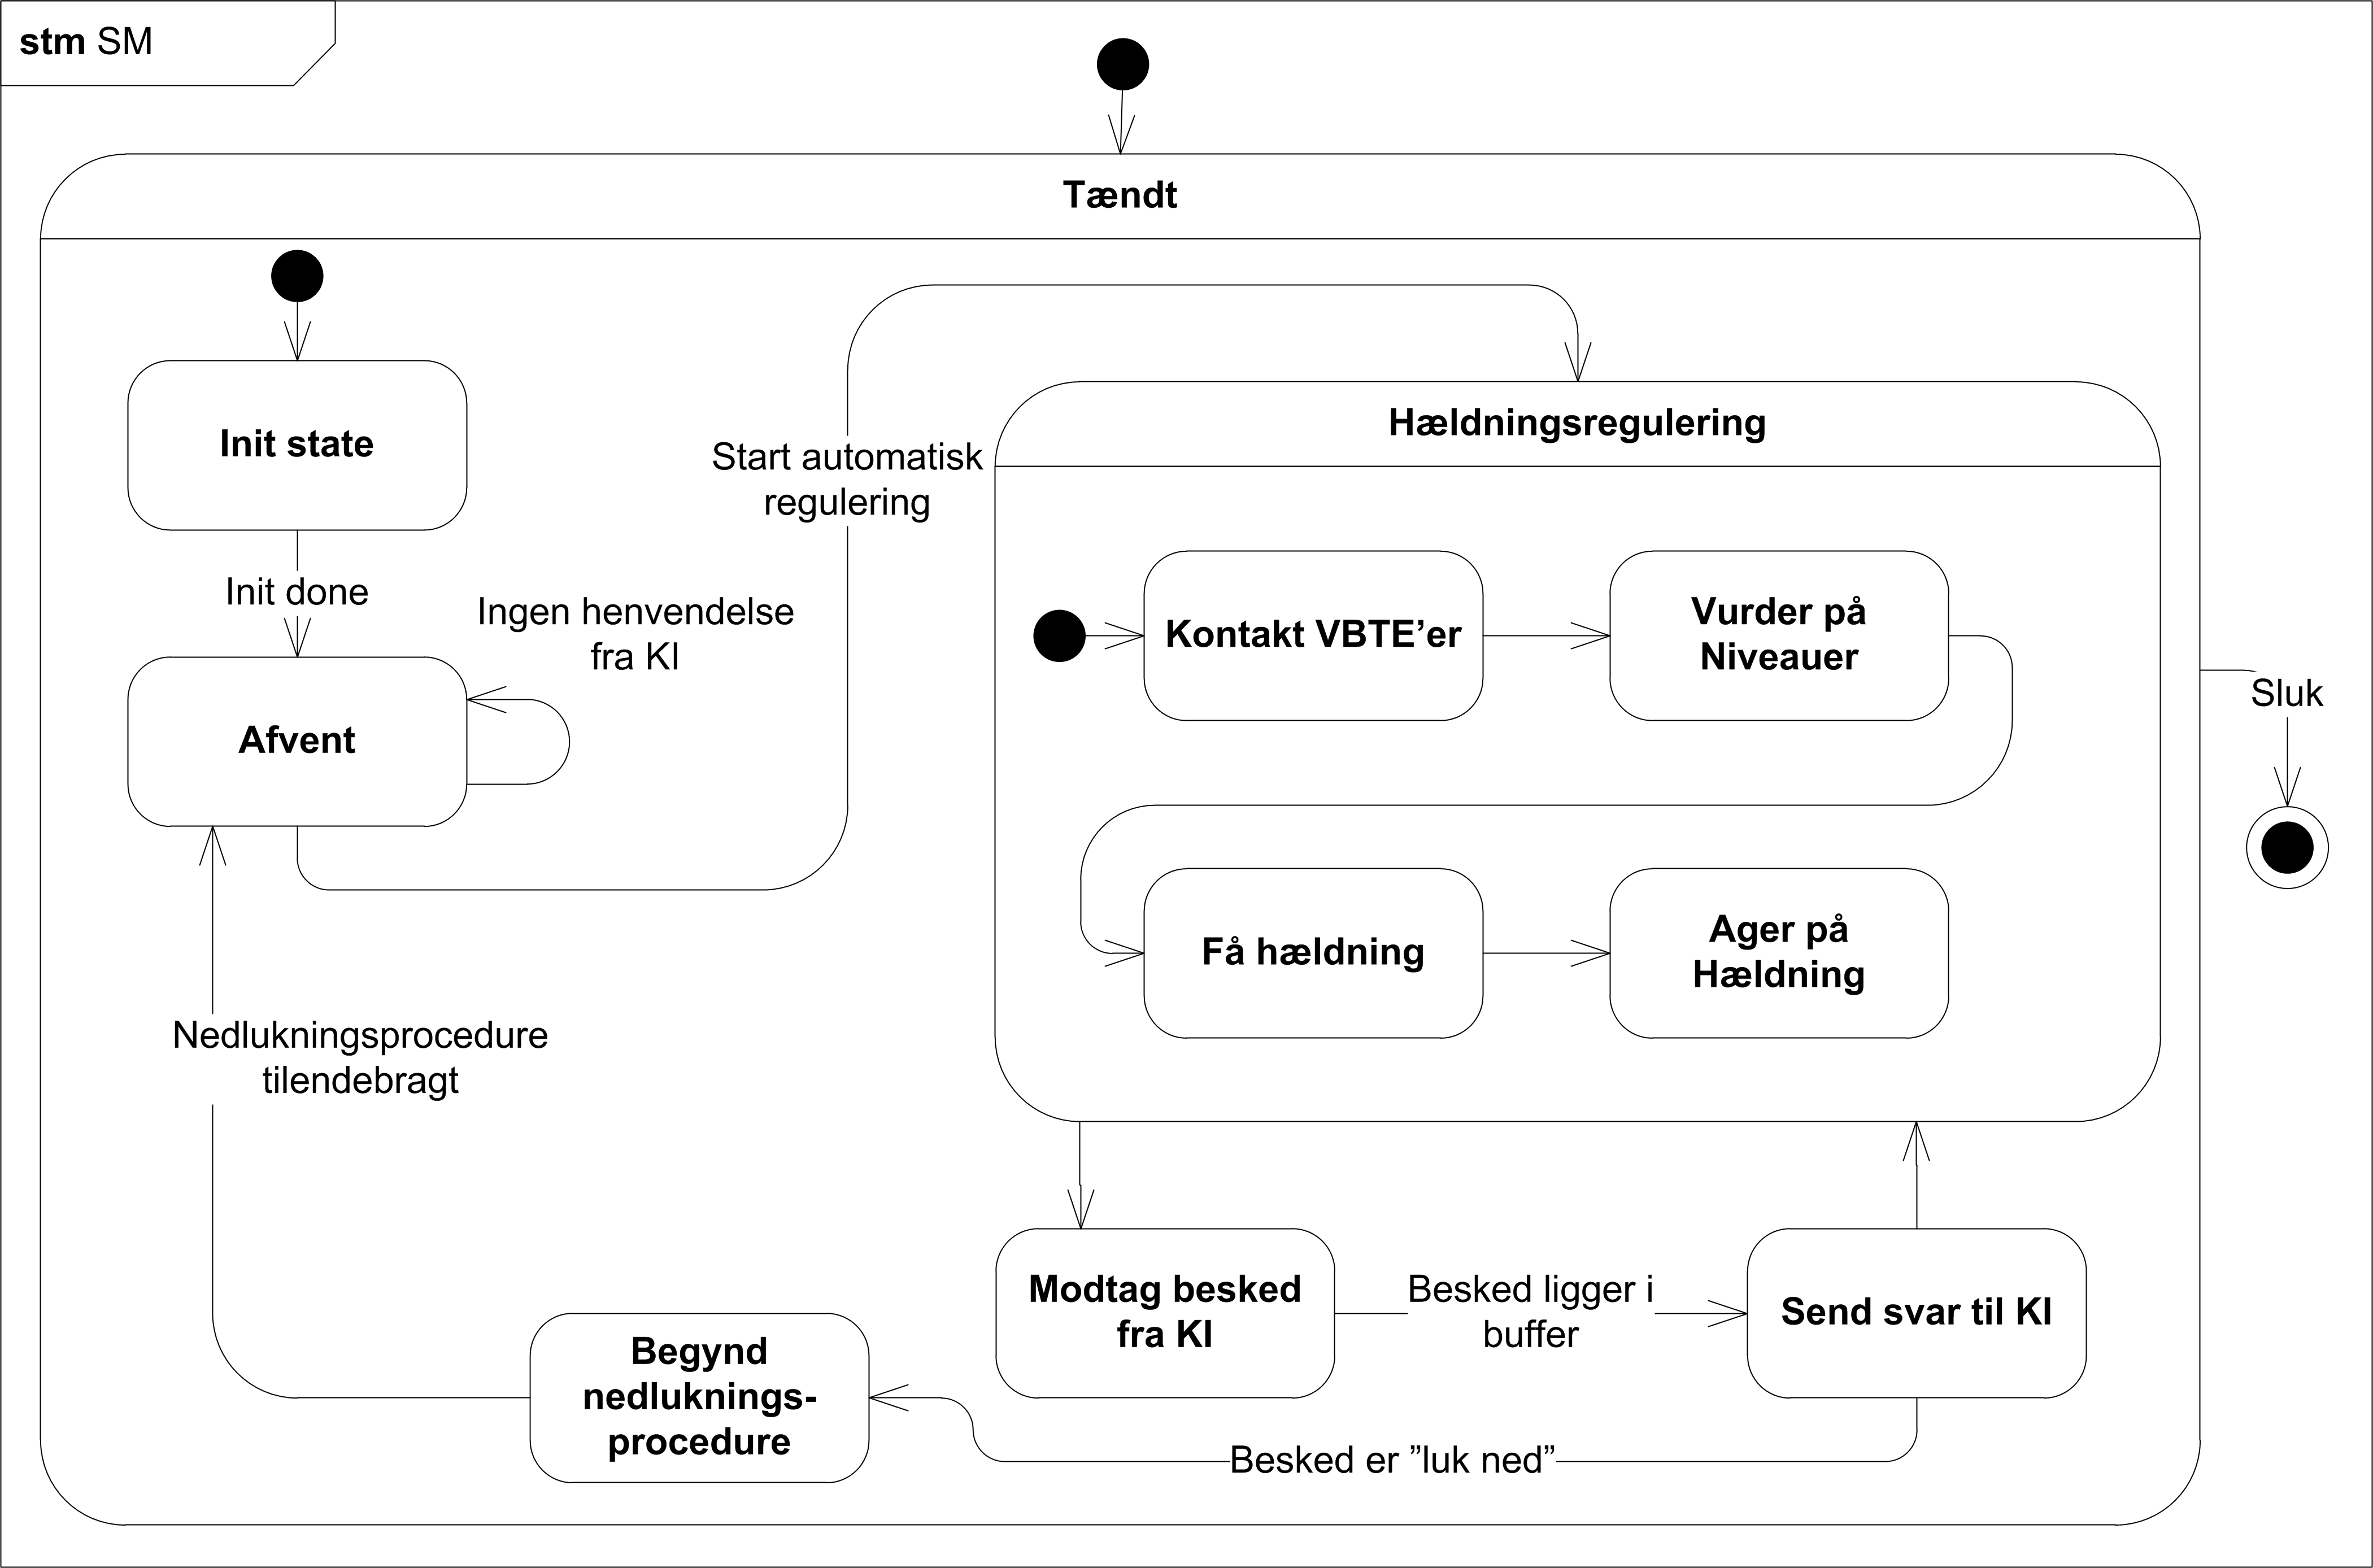 stm SM
Tændt
Init state
Init done
Ingen henvendelse
fra KI
Afvent
Start automatisk
regulering
Hældningsregulering
Kontakt VBTE’er
Vurder på
Niveauer
Få hældning
Ager på
Hældning
Sluk
Nedlukningsprocedure
tilendebragt
Modtag besked
fra KI
Besked ligger i
buffer
Send svar til KI
Begynd
nedluknings-
procedure
Besked er ”luk ned”